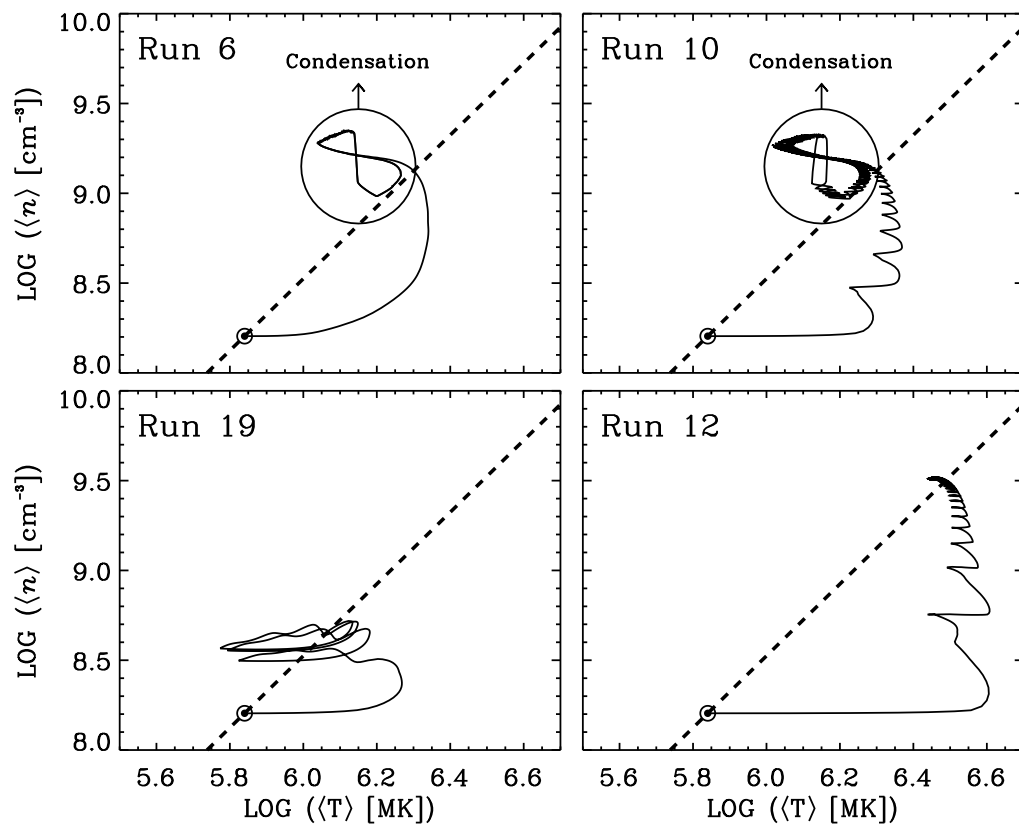 Run 6
Condensation
10.0
9.5
9.0
8.5
8.0
LOG (⟨n⟩ [cm⁻³])
Run 10
Condensation
Run 19
10.0
9.5
9.0
8.5
8.0
LOG (⟨n⟩ [cm⁻³])
5.6 5.8 6.0 6.2 6.4 6.6
LOG (⟨T⟩ [MK])
Run 12
5.6 5.8 6.0 6.2 6.4 6.6
LOG (⟨T⟩ [MK])